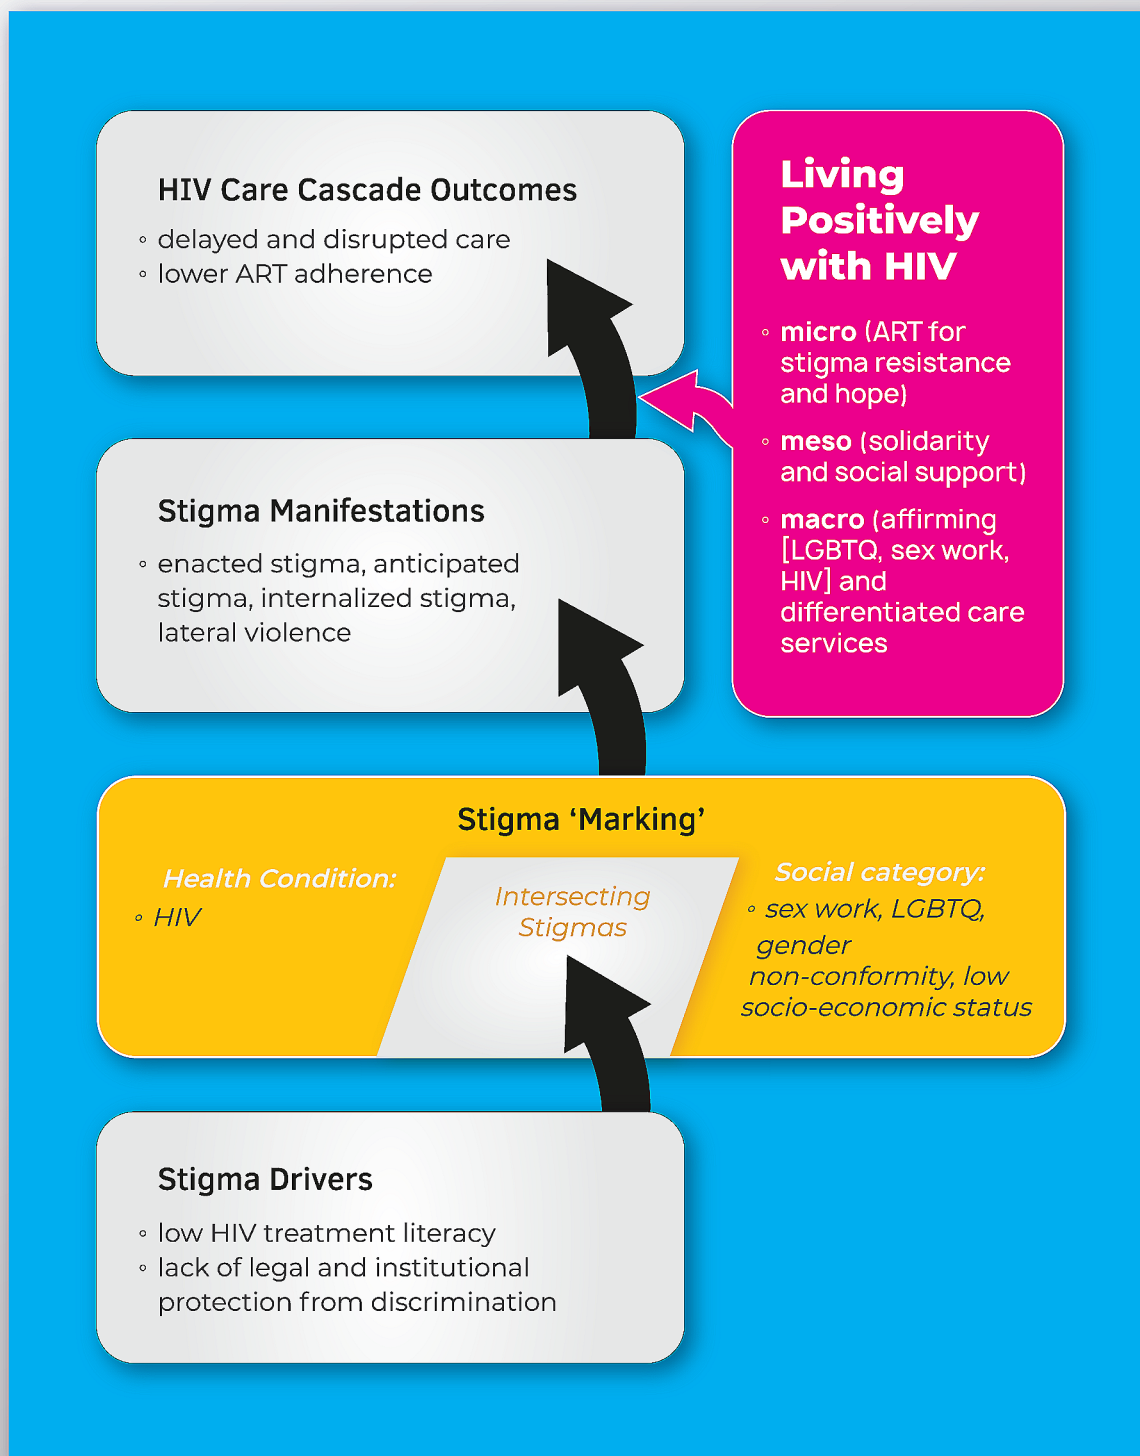 HIV Care Cascade Outcomes
◦ delayed and disrupted care
◦ lower ART adherence
Living
Positively
with HIV
◦ micro (ART for
stigma resistance
and hope)
◦ meso (solidarity
and social support)
◦ macro (affirming
[LGBTQ, sex work,
HIV] and
differentiated care
services
Stigma Manifestations
◦ enacted stigma, anticipated
stigma, internalized stigma,
lateral violence
Stigma ‘Marking’
Health Condition:
◦ HIV
Intersecting
Stigmas
Social category:
◦ sex work, LGBTQ,
gender
non-conformity, low
socio-economic status
Stigma Drivers
◦ low HIV treatment literacy
◦ lack of legal and institutional
protection from discrimination